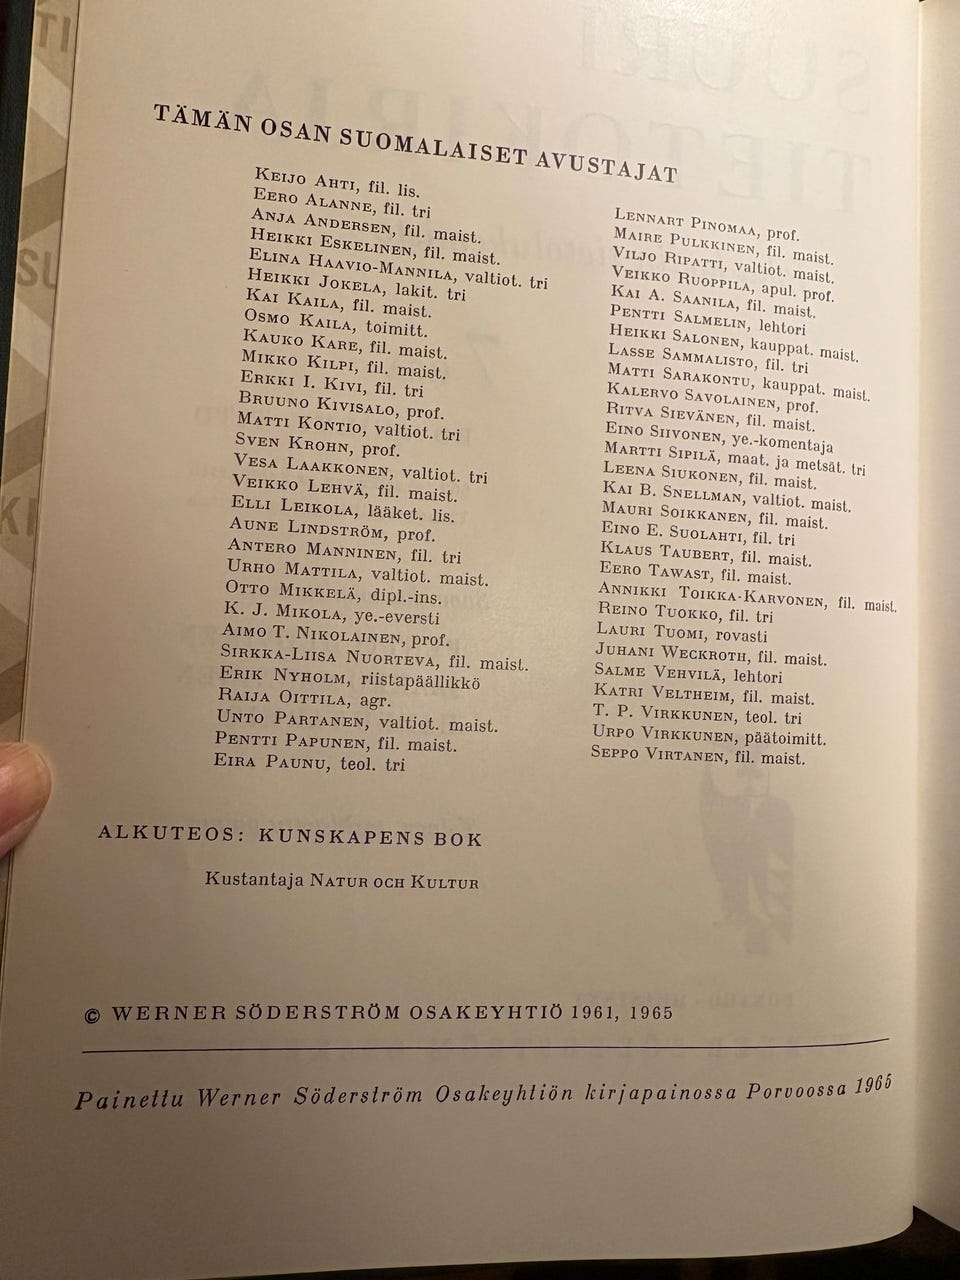 TÄMÄN OSAN SUOMALAISET AVUSTAJAT
KEIJO AHTI, fil. lis.
EERO ALANNE, fil. tri
ANJA ANDERSEN, fil. maist.
HEIKKI ESKELINEN, fil. maist.
ELINA HAAVIO-MANNILA, valtiot. tri
HEIKKI JOKELA, lakit. tri
KAI KAILA, fil. maist.
OSMO KAILA, toimitt.
KAUKO KARE, fil. maist.
MIKKO KILPI, fil. maist.
ERKKI I. KIVI, fil. tri
BRUUNO KIVISALO, prof.
MATTI KONTIO, valtiot. tri
SVEN KROHN, prof.
VESA LAAKKONEN, valtiot. tri
VEIKKO LEHVÄ, fil. maist.
ELLI LEIKOLA, lääket. lis.
AUNE LINDSTRÖM, prof.
ANTERO MANNINEN, fil. tri
URHO MATTILA, valtiot. maist.
OTTO MIKKELÄ, dipl.-ins.
K. J. MIKOLA, ye.-eversti
AIMO T. NIKOLAINEN, prof.
SIRKKA-LIISA NUORTEVA, fil. maist.
ERIK NYHOLM, riistapäällikkö
RAIJA OITTILA, agr.
UNTO PARTANEN, valtiot. maist.
PENTTI PAPUNEN, fil. maist.
EIRA PAUNU, teol. tri
LENNART PINOMAA, prof.
MAIRE PULKKINEN, fil. maist.
VILJO RIPATTI, valtiot. maist.
VEIKKO RUOPPILA, apul. prof.
KAI A. SAANILA, fil. maist.
PENTTI SALMELIN, lehtori
HEIKKI SALONEN, kauppat. maist.
LASSE SAMMALISTO, fil. tri
MATTI SARAKONTU, kauppat. maist.
KALERVO SAVOLAINEN, prof.
RITVA SIEVÄNEN, fil. maist.
EINO SIIVONEN, ye.-komentaja
MARTTI SIPILÄ, maat. ja metsät. tri
LEENA SIUKONEN, fil. maist.
KAI B. SNELLMAN, valtiot. maist.
MAURI SOIKKANEN, fil. maist.
EINO E. SUOLAHTI, fil. tri
KLAUS TAUBERT, fil. maist.
EERO TAWAST, fil. maist.
ANNIKKI TOIKKA-KARVONEN, fil. maist.
REINO TUOKKO, fil. tri
LAURI TUOMI, rovasti
JUHANI WECKROTH, fil. maist.
SALME VEHVILÄ, lehtori
KATRI VELTHEIM, fil. maist.
T. P. VIRKKUNEN, teol. tri
URPO VIRKKUNEN, päätoimitt.
SEPPO VIRTANEN, fil. maist.
ALKUTEOS: KUNSKAPENS BOK
Kustantaja NATUR OCH KULTUR
© WERNER SÖDERSTRÖM OSAKEYHTIÖ 1961, 1965
Painettu Werner Söderström Osakeyhtiön kirjapainossa Porvoossa 1965